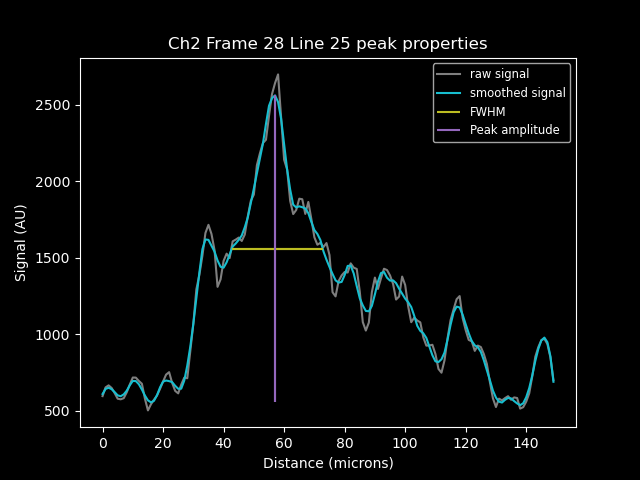 Ch2 Frame 28 Line 25 peak properties
raw signal
smoothed signal
FWHM
Peak amplitude
Signal (AU)
2500
2000
1500
1000
500
0 20 40 60 80 100 120 140
Distance (microns)